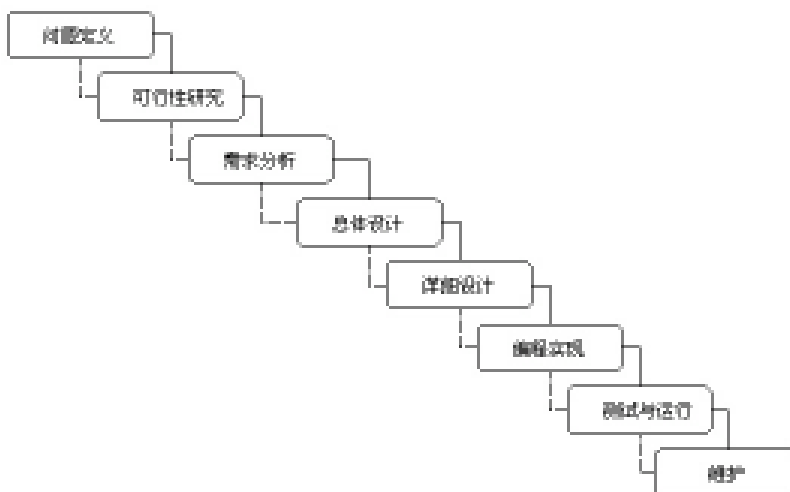 问题定义
可行性研究
需求分析
总体设计
详细设计
编程实现
测试与运行
维护